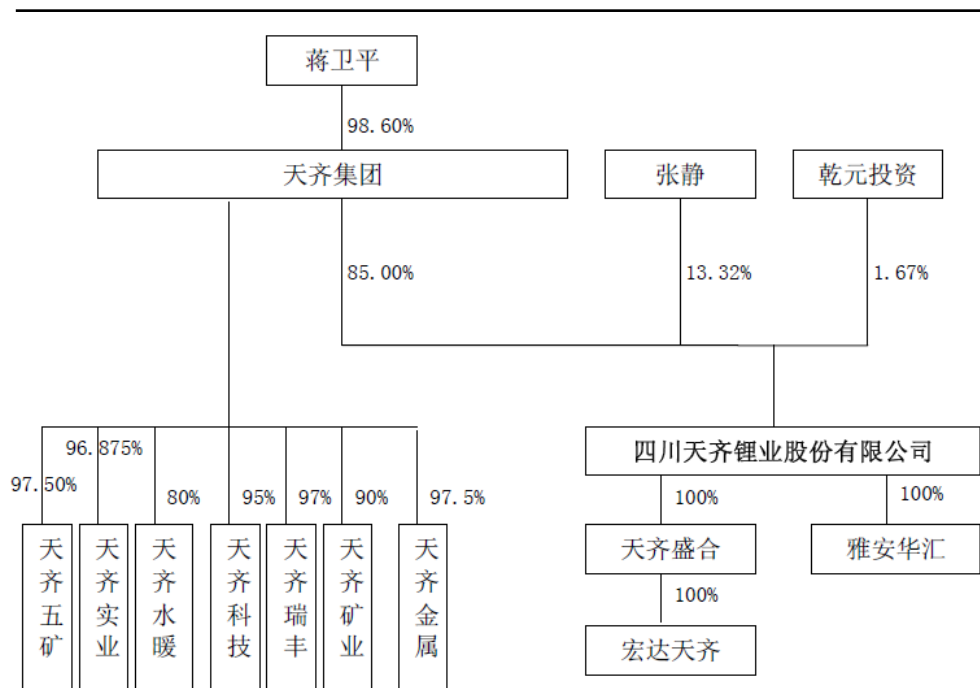 蒋卫平
98.60%
天齐集团
张静
乾元投资
85.00%
13.32%
1.67%
四川天齐锂业股份有限公司
96.875%
97.50%
80%
95%
97%
90%
97.5%
100%
100%
天齐五矿
天齐实业
天齐水暖
天齐科技
天齐瑞丰
天齐矿业
天齐金属
天齐盛合
雅安华汇
100%
宏达天齐